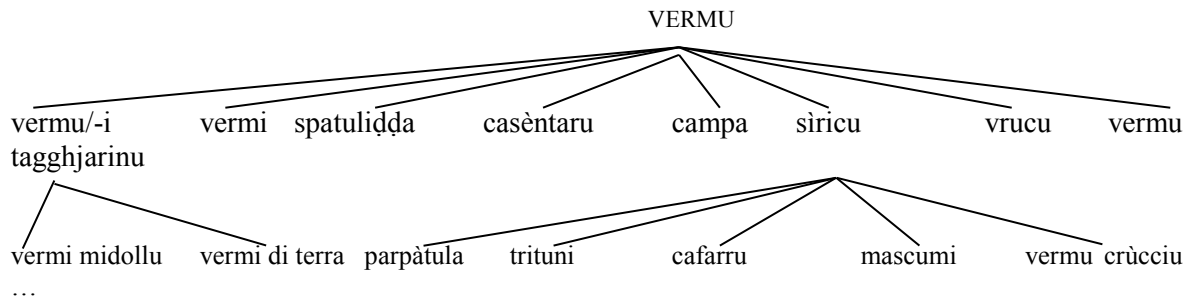 VERMU
vermu/-i vermi spatuliḍḍa casèntaru campa sìricu vrucu vermu
tagghjarinu
vermi midollu vermi di terra parpàtula trituni cafarru mascumi vermu crùcciu
…